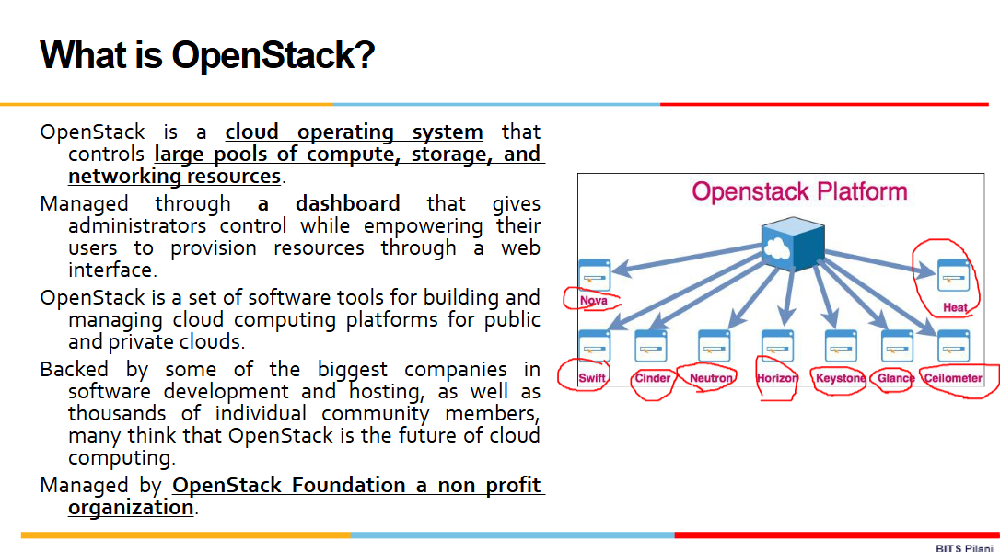 What is OpenStack?
OpenStack is a cloud operating system that
controls large pools of compute, storage, and
networking resources.
Managed through a dashboard that gives
administrators control while empowering their
users to provision resources through a web
interface.
OpenStack is a set of software tools for building and
managing cloud computing platforms for public
and private clouds.
Backed by some of the biggest companies in
software development and hosting, as well as
thousands of individual community members,
many think that OpenStack is the future of cloud
computing.
Managed by OpenStack Foundation a non profit
organization.
Openstack Platform
Nova
Heat
Swift Cinder Neutron Horizon Keystone Glance Ceilometer
BITS Pilani